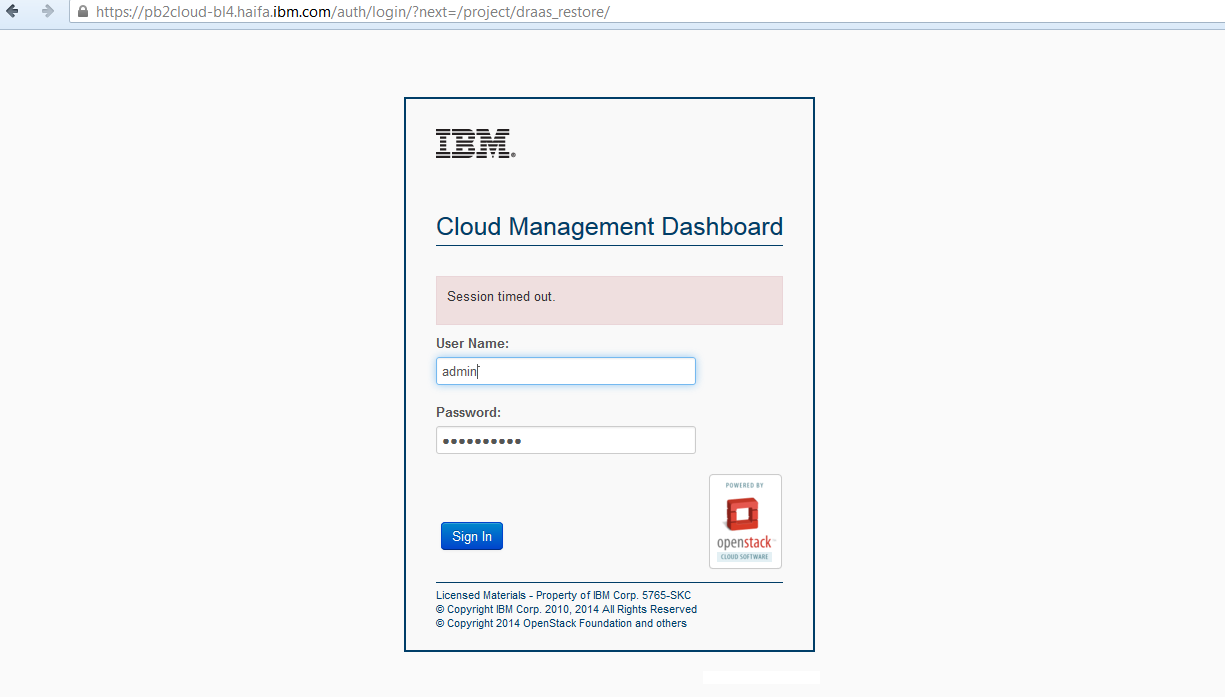 https://pb2cloud-bl4.haifa.ibm.com/auth/login/?next=/project/draas_restore/
IBM®
Cloud Management Dashboard
Session timed out.
User Name:
admin
Password:
••••••••••
POWERED BY
openstack™
CLOUD SOFTWARE
Sign In
Licensed Materials - Property of IBM Corp. 5765-SKC
© Copyright IBM Corp. 2010, 2014 All Rights Reserved
© Copyright 2014 OpenStack Foundation and others